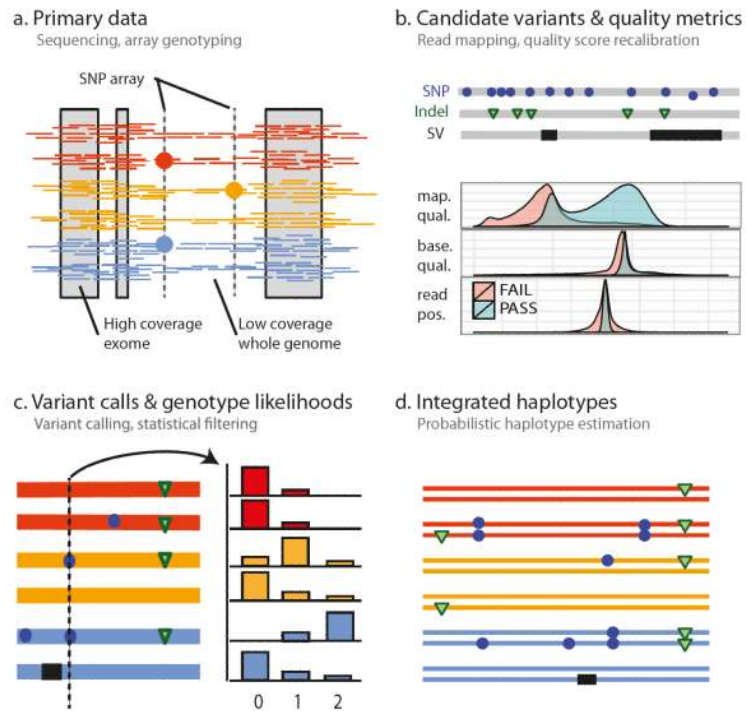 a. Primary data
Sequencing, array genotyping
SNP array
High coverage
exome
Low coverage
whole genome
b. Candidate variants & quality metrics
Read mapping, quality score recalibration
SNP
Indel
SV
map.
qual.
base.
qual.
read
pos.
FAIL
PASS
c. Variant calls & genotype likelihoods
Variant calling, statistical filtering
0 1 2
d. Integrated haplotypes
Probabilistic haplotype estimation